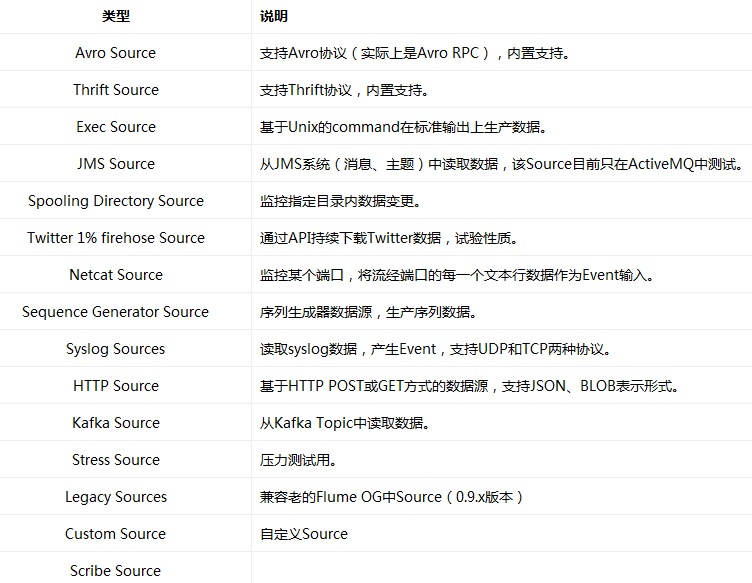 类型 说明
Avro Source 支持Avro协议（实际上是Avro RPC），内置支持。
Thrift Source 支持Thrift协议，内置支持。
Exec Source 基于Unix的command在标准输出上生产数据。
JMS Source 从JMS系统（消息、主题）中读取数据，该Source目前只在ActiveMQ中测试。
Spooling Directory Source 监控指定目录内数据变更。
Twitter 1% firehose Source 通过API持续下载Twitter数据，试验性质。
Netcat Source 监控某个端口，将流经端口的每一个文本行数据作为Event输入。
Sequence Generator Source 序列生成器数据源，生产序列数据。
Syslog Sources 读取syslog数据，产生Event，支持UDP和TCP两种协议。
HTTP Source 基于HTTP POST或GET方式的数据源，支持JSON、BLOB表示形式。
Kafka Source 从Kafka Topic中读取数据。
Stress Source 压力测试用。
Legacy Sources 兼容老的Flume OG中Source（0.9.x版本）
Custom Source 自定义Source
Scribe Source